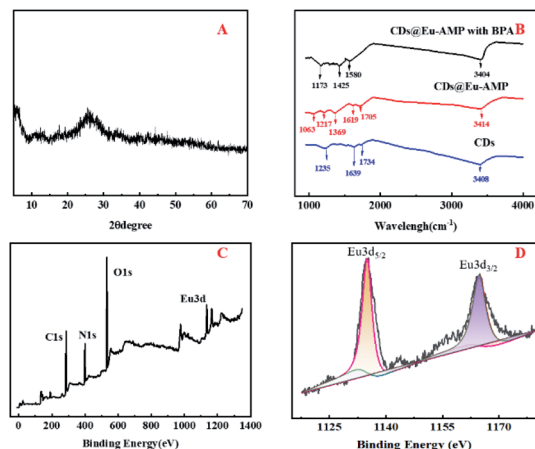 A
10 20 30 40 50 60 70
2θdegree
B
CDs@Eu-AMP with BPA
1173
1425
1580
3404
CDs@Eu-AMP
1063
1217
1369
1619
1705
3414
CDs
1235
1639
1734
3408
1000 2000 3000 4000
Wavelengh(cm-1)
C
O1s
C1s
N1s
Eu3d
0 200 400 600 800 1000 1200 1400
Binding Energy(eV)
D
Eu3d5/2
Eu3d3/2
1125 1140 1155 1170
11Binding Energy (eV)